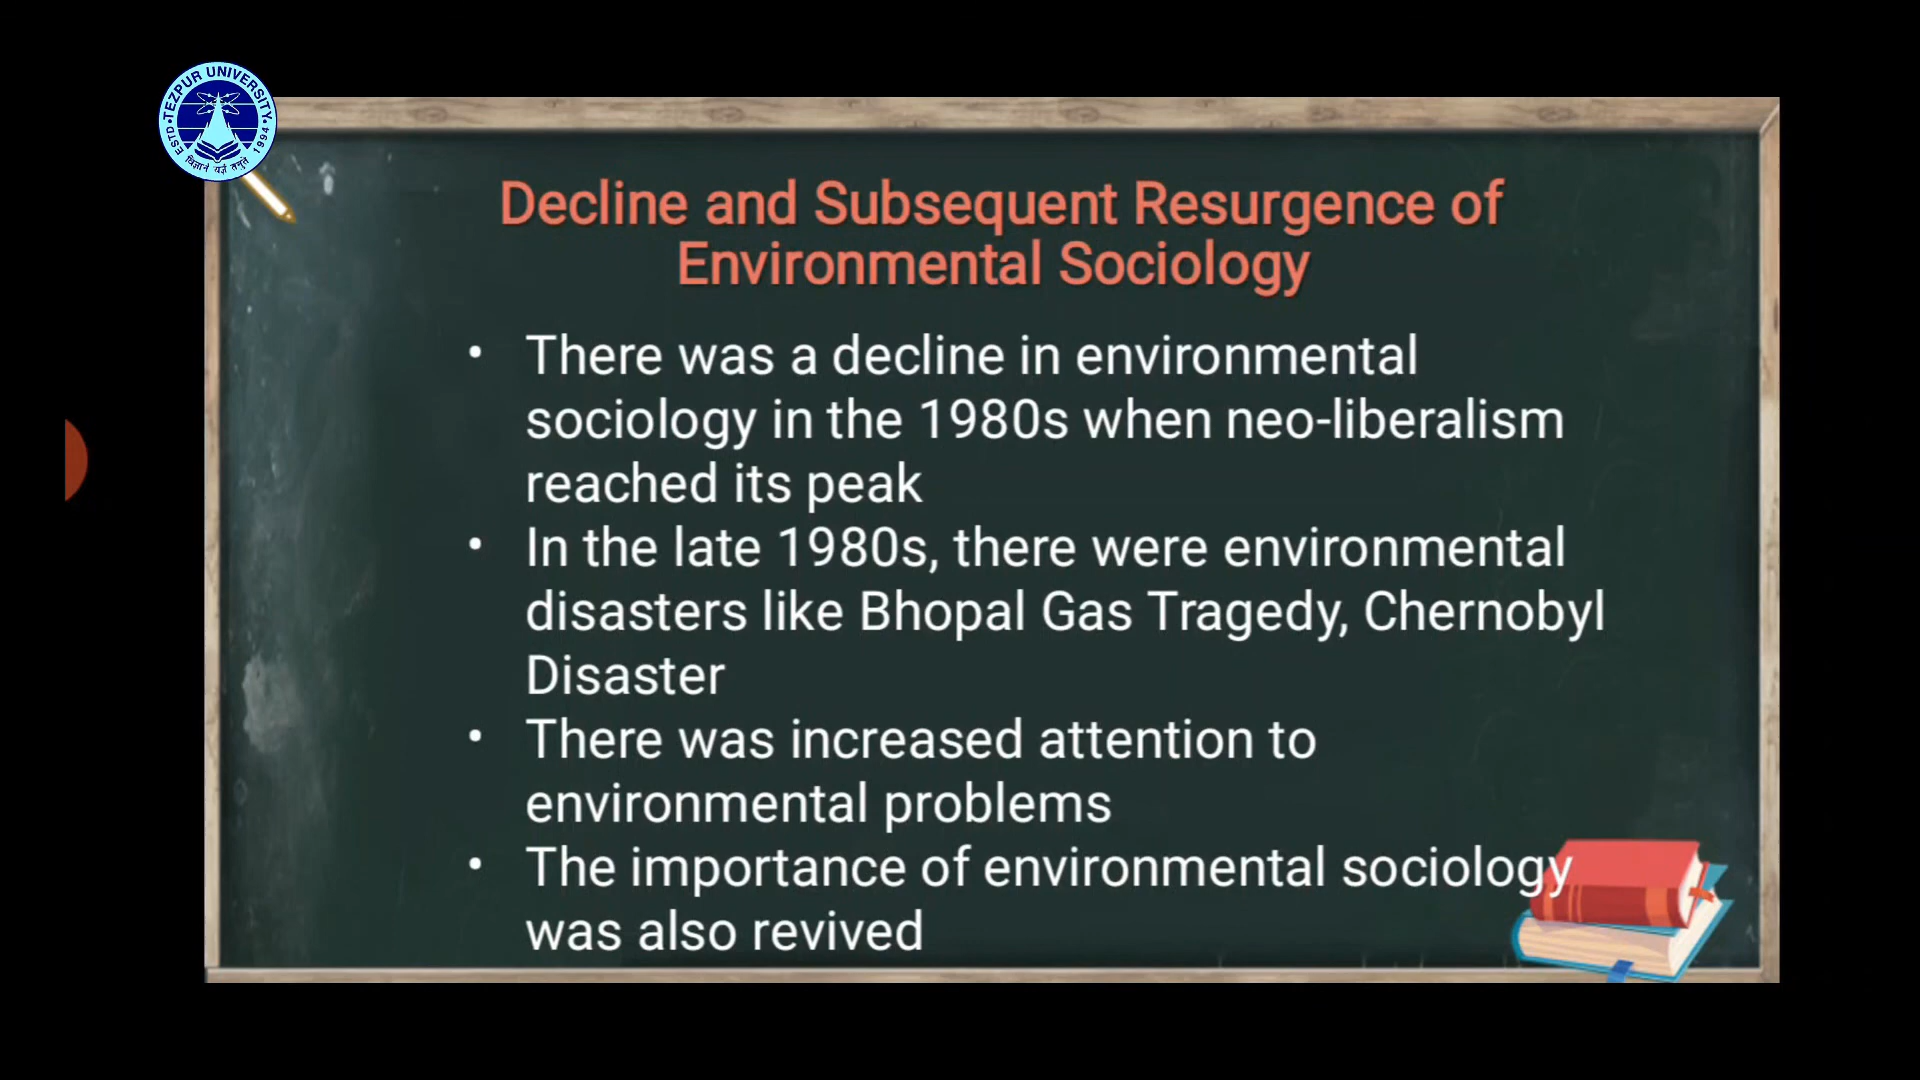 TEZPUR UNIVERSITY
ESTD 1994
विज्ञानं यज्ञं तनुते
Decline and Subsequent Resurgence of
Environmental Sociology
• There was a decline in environmental
sociology in the 1980s when neo-liberalism
reached its peak
• In the late 1980s, there were environmental
disasters like Bhopal Gas Tragedy, Chernobyl
Disaster
• There was increased attention to
environmental problems
• The importance of environmental sociology
was also revived